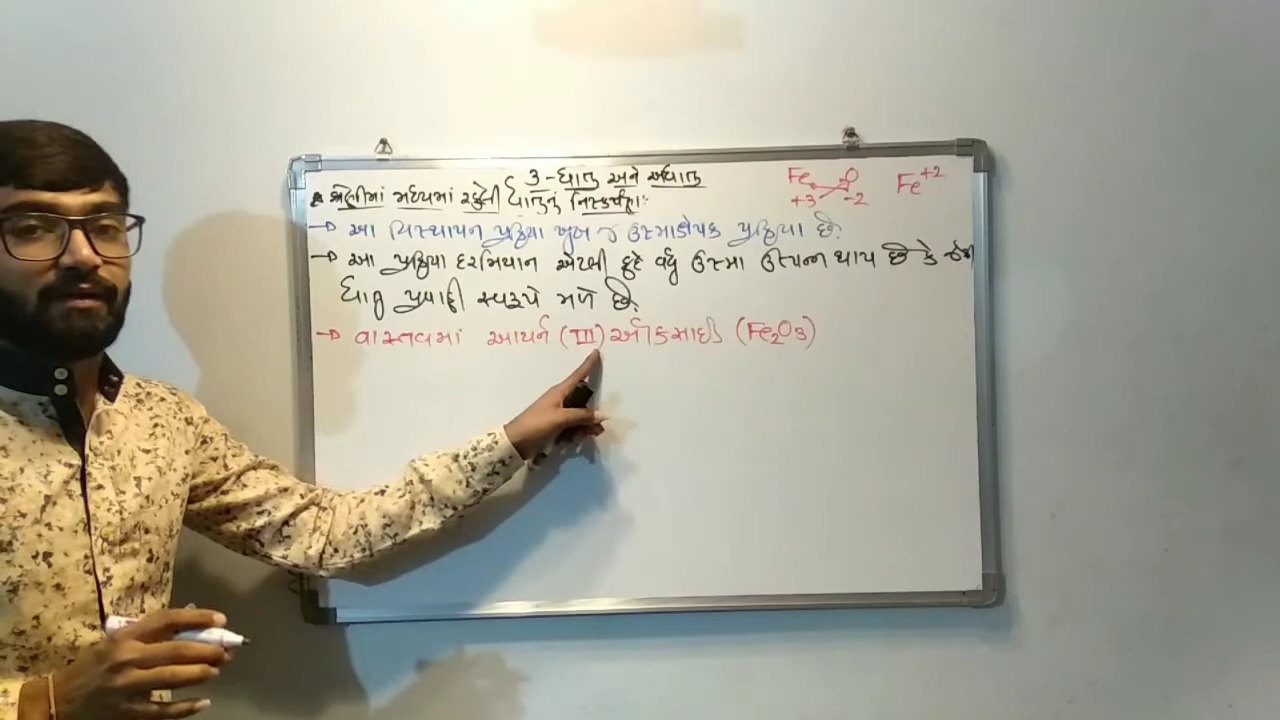 3 - ધાતુ અને અધાતુ
શ્રેણીમાં મધ્યમાં રહેલી ધાતુનું નિષ્કર્ષણ:
Fe O
+3 -2
Fe+2
→ આ વિસ્થાપન પ્રક્રિયા ખુબ જ ઉષ્માક્ષેપક પ્રક્રિયા છે.
→ આ પ્રક્રિયા દરમિયાન એટલી હદે વધુ ઉષ્મા ઉત્પન્ન થાય છે કે જેથી
ધાતુ પ્રવાહી સ્વરૂપે મળે છે.
→ વાસ્તવમાં આયર્ન (III) ઓકસાઈડ (Fe2O3)